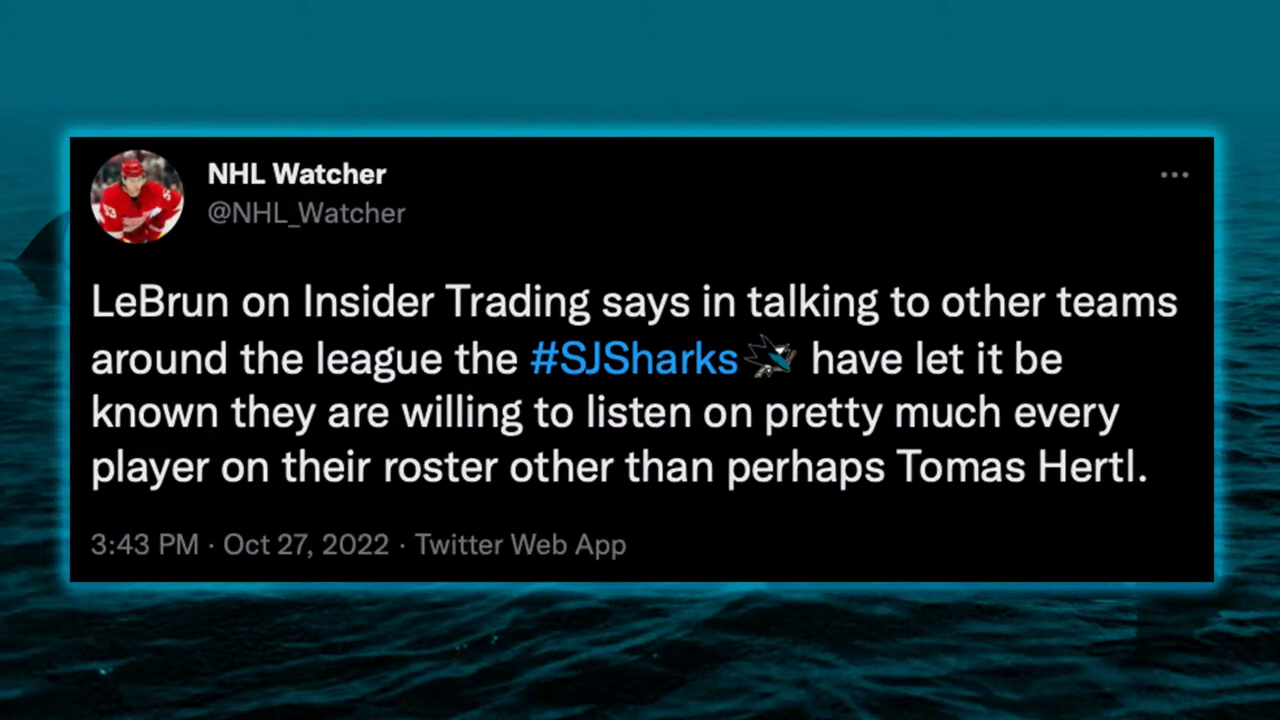 NHL Watcher
@NHL_Watcher
LeBrun on Insider Trading says in talking to other teams
around the league the #SJSharks have let it be
known they are willing to listen on pretty much every
player on their roster other than perhaps Tomas Hertl.
3:43 PM · Oct 27, 2022 · Twitter Web App